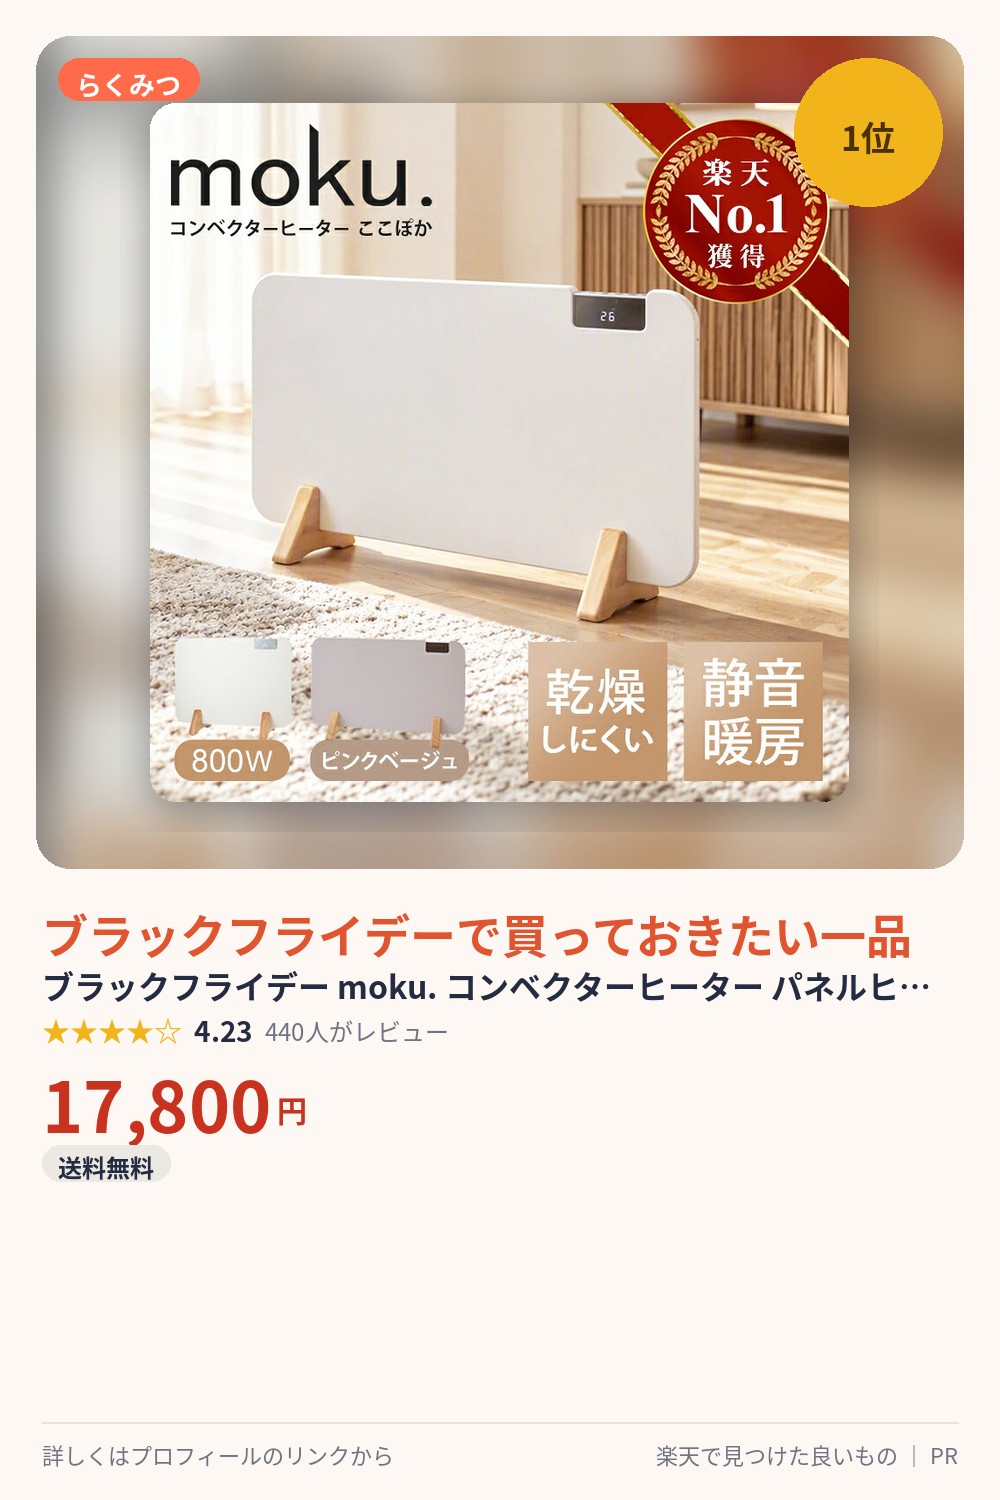 らくみつ
1位
moku.
コンベクターヒーター ここぽか
楽天
No.1
獲得
26
800W
ピンクベージュ
乾燥
しにくい
静音
暖房
ブラックフライデーで買っておきたい一品
ブラックフライデー moku. コンベクターヒーター パネルヒ…
★★★★☆ 4.23 440人がレビュー
17,800円
送料無料
詳しくはプロフィールのリンクから
楽天で見つけた良いもの ｜ PR